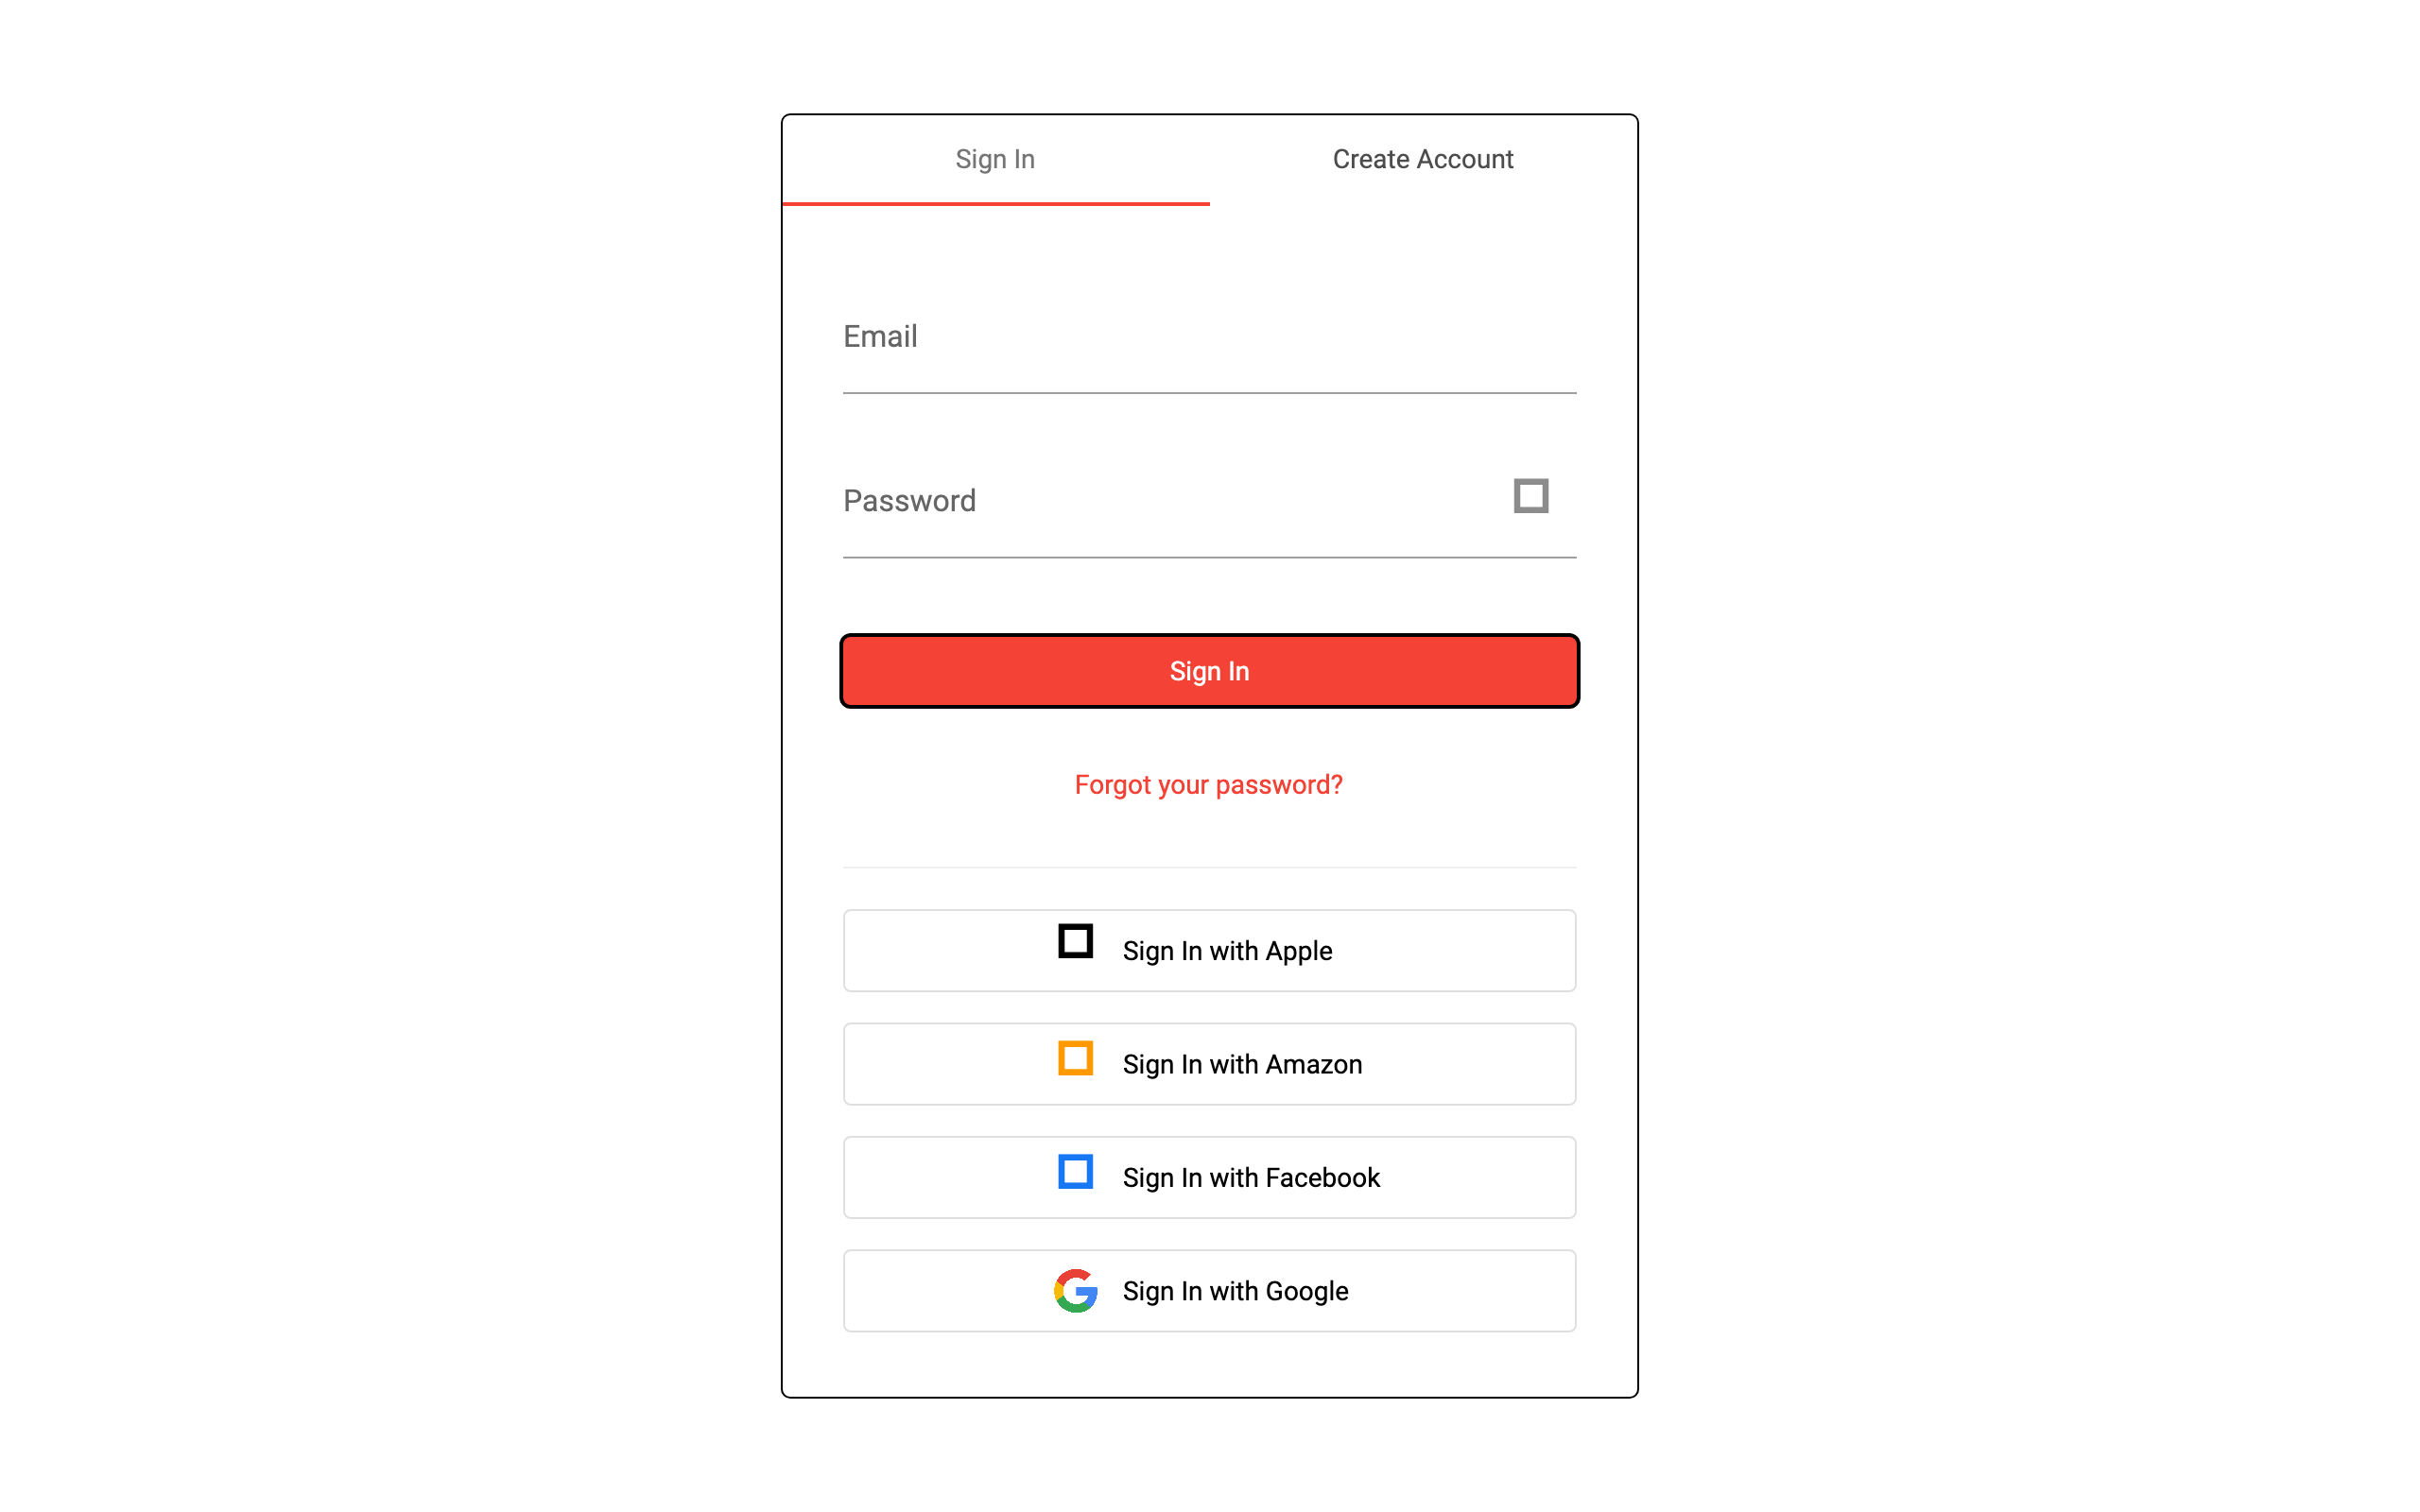 Sign In
Create Account
Email
Password
Sign In
Forgot your password?
Sign In with Apple
Sign In with Amazon
Sign In with Facebook
Sign In with Google